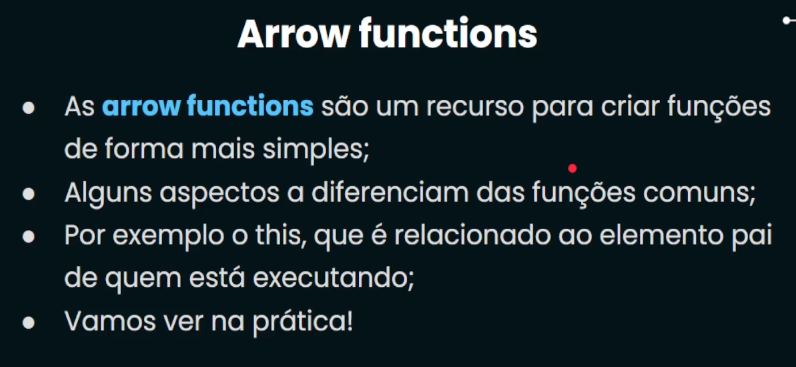 Arrow functions
● As arrow functions são um recurso para criar funções
de forma mais simples;
● Alguns aspectos a diferenciam das funções comuns;
● Por exemplo o this, que é relacionado ao elemento pai
de quem está executando;
● Vamos ver na prática!